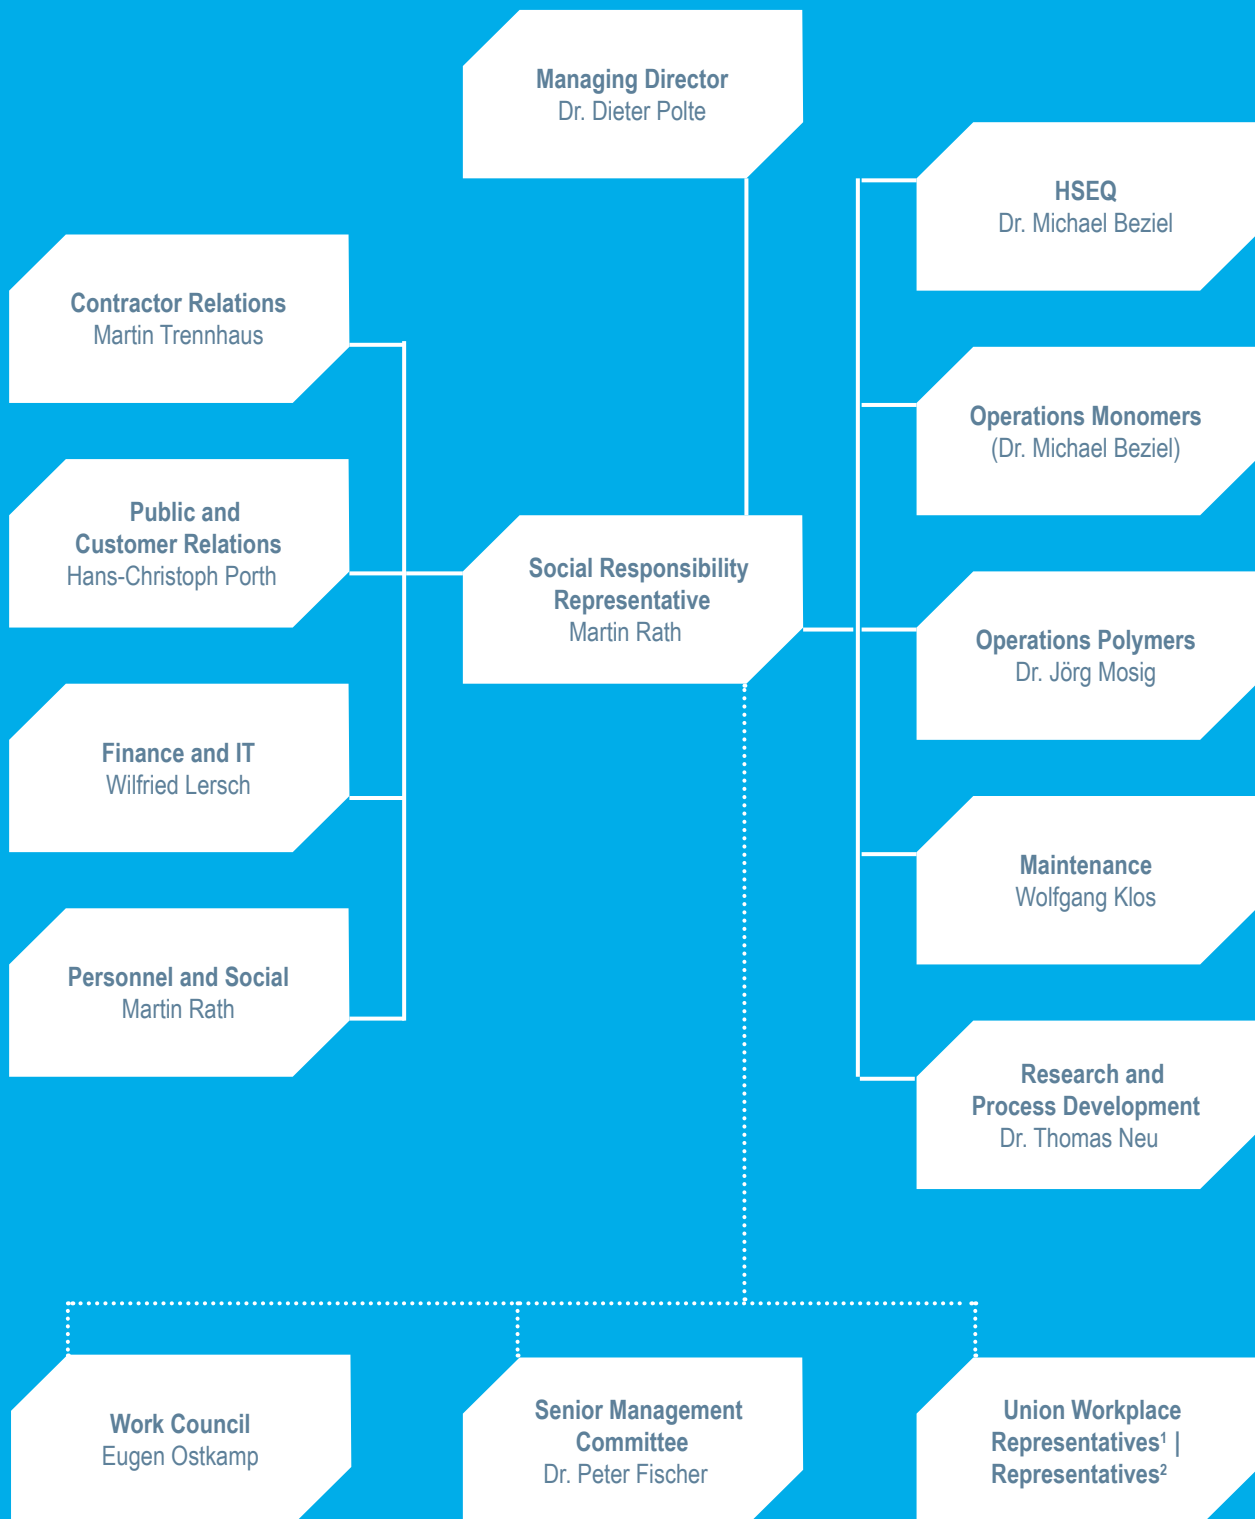 Managing Director
Dr. Dieter Polte
HSEQ
Dr. Michael Beziel
Contractor Relations
Martin Trennhaus
Operations Monomers
(Dr. Michael Beziel)
Public and
Customer Relations
Hans-Christoph Porth
Social Responsibility
Representative
Martin Rath
Operations Polymers
Dr. Jörg Mosig
Finance and IT
Wilfried Lersch
Maintenance
Wolfgang Klos
Personnel and Social
Martin Rath
Research and
Process Development
Dr. Thomas Neu
Work Council
Eugen Ostkamp
Senior Management
Committee
Dr. Peter Fischer
Union Workplace
Representatives¹ |
Representatives²